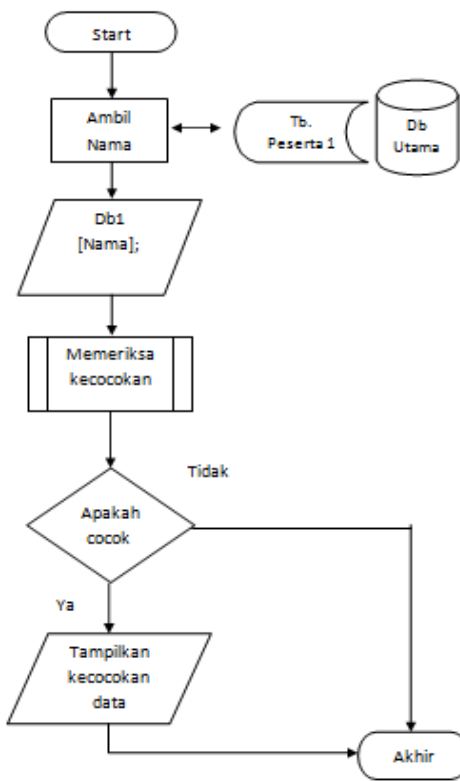 Start
Ambil
Nama
Tb.
Peserta 1
Db
Utama
Db1
[Nama];
Memeriksa
kecocokan
Tidak
Apakah
cocok
Ya
Tampilkan
kecocokan
data
Akhir